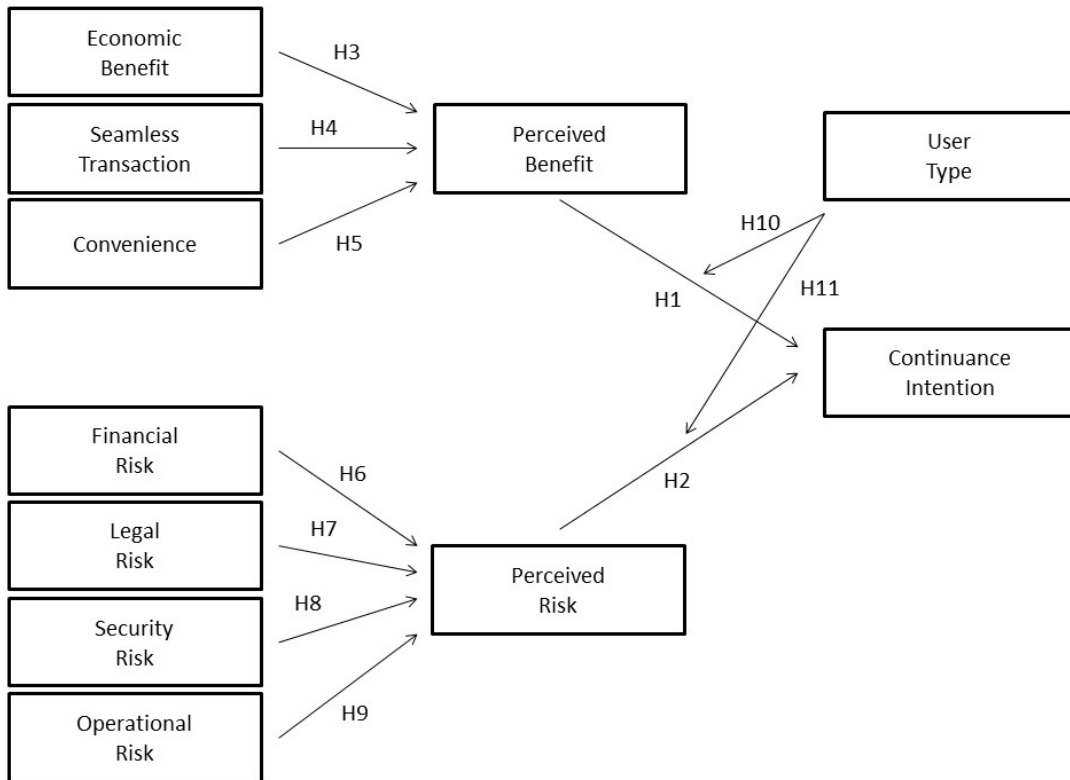 Economic
Benefit
H3
Seamless
Transaction
H4
Convenience
H5
Perceived
Benefit
User
Type
H10
H11
H1
Continuance
Intention
Financial
Risk
H6
Legal
Risk
H7
Security
Risk
H8
Operational
Risk
H9
Perceived
Risk
H2